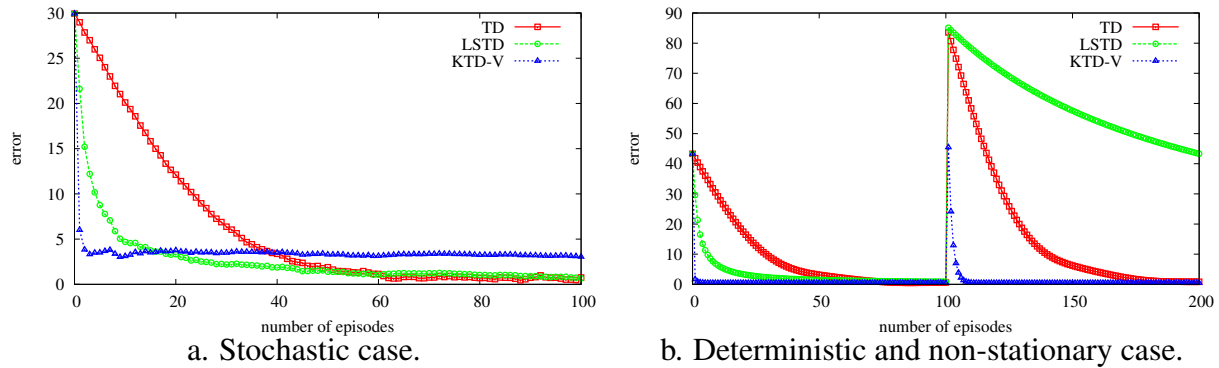 30
25
20
15
10
5
0
error
0
20
40
60
80
100
number of episodes
TD
LSTD
KTD-V
a. Stochastic case.
90
80
70
60
50
40
30
20
10
0
error
0
50
100
150
200
number of episodes
TD
LSTD
KTD-V
b. Deterministic and non-stationary case.